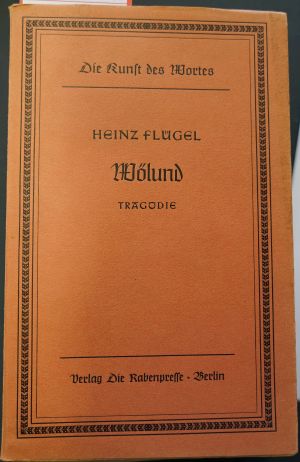 Die Kunst des Wortes
HEINZ FLÜGEL
Wölund
TRAGÖDIE
Verlag Die Rabenpresse · Berlin